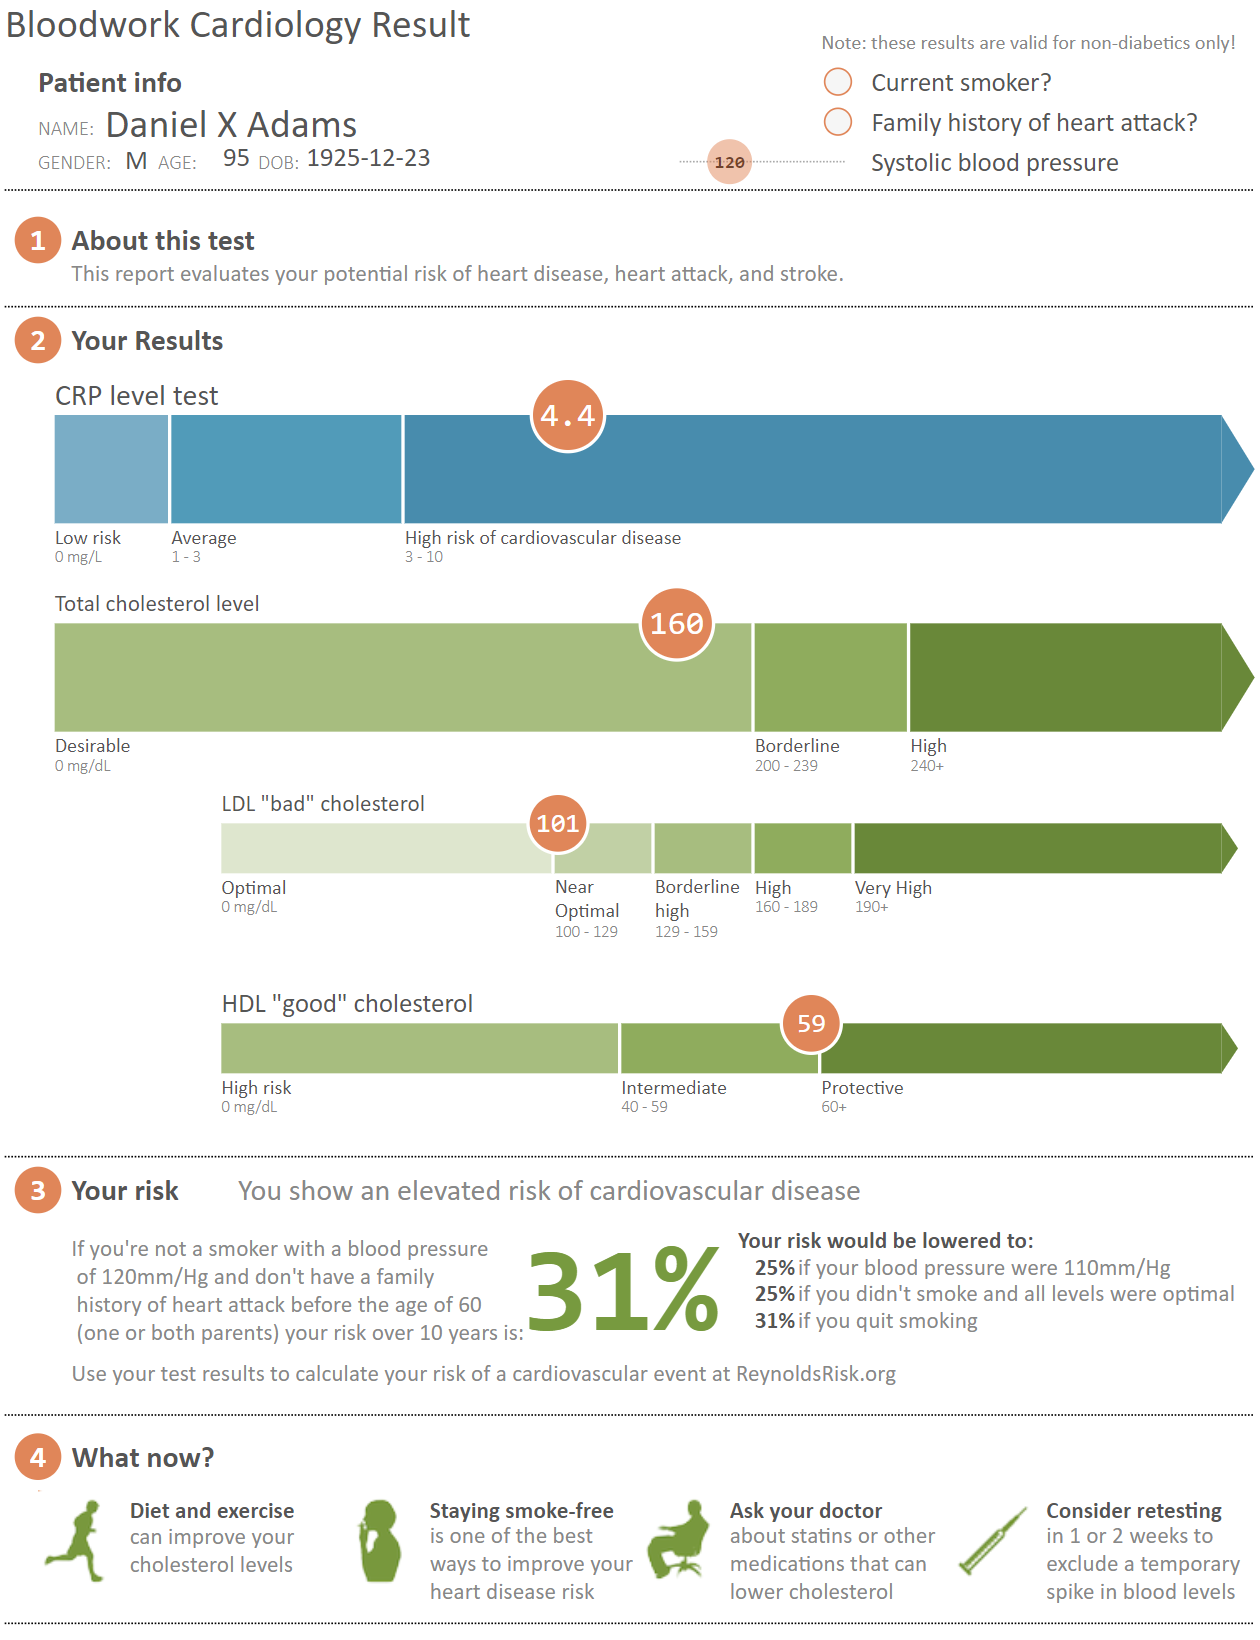 Bloodwork Cardiology Result
Note: these results are valid for non-diabetics only!
Patient info
Current smoker?
NAME: Daniel X Adams
Family history of heart attack?
GENDER: M AGE: 95 DOB: 1925-12-23
120 Systolic blood pressure
1 About this test
This report evaluates your potential risk of heart disease, heart attack, and stroke.
2 Your Results
CRP level test
4.4
Low risk Average High risk of cardiovascular disease
0 mg/L 1 - 3 3 - 10
Total cholesterol level
160
Desirable Borderline High
0 mg/dL 200 - 239 240+
LDL "bad" cholesterol
101
Optimal Near Borderline High Very High
0 mg/dL Optimal high 160 - 189 190+
100 - 129 129 - 159
HDL "good" cholesterol
59
High risk Intermediate Protective
0 mg/dL 40 - 59 60+
3 Your risk You show an elevated risk of cardiovascular disease
If you're not a smoker with a blood pressure
of 120mm/Hg and don't have a family
history of heart attack before the age of 60
(one or both parents) your risk over 10 years is:
31%
Your risk would be lowered to:
25% if your blood pressure were 110mm/Hg
25% if you didn't smoke and all levels were optimal
31% if you quit smoking
Use your test results to calculate your risk of a cardiovascular event at ReynoldsRisk.org
4 What now?
Diet and exercise
can improve your
cholesterol levels
Staying smoke-free
is one of the best
ways to improve your
heart disease risk
Ask your doctor
about statins or other
medications that can
lower cholesterol
Consider retesting
in 1 or 2 weeks to
exclude a temporary
spike in blood levels